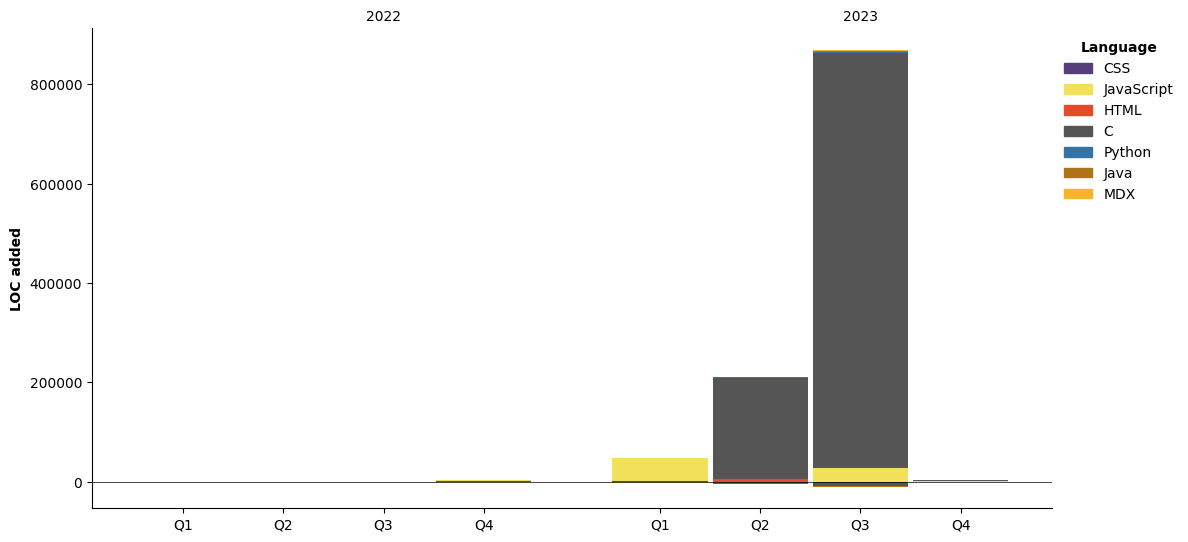 2022 2023
Language
CSS
JavaScript
HTML
C
Python
Java
MDX
LOC added
800000
600000
400000
200000
0
Q1 Q2 Q3 Q4 Q1 Q2 Q3 Q4